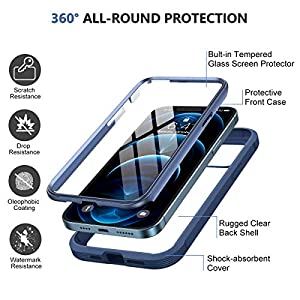 360° ALL-ROUND PROTECTION
Built-in Tempered
Glass Screen Protector
Scratch
Resistance
Protective
Front Case
Drop
Resistance
Oleophobic
Coating
Rugged Clear
Back Shell
Watermark
Resistance
Shock-absorbent
Cover